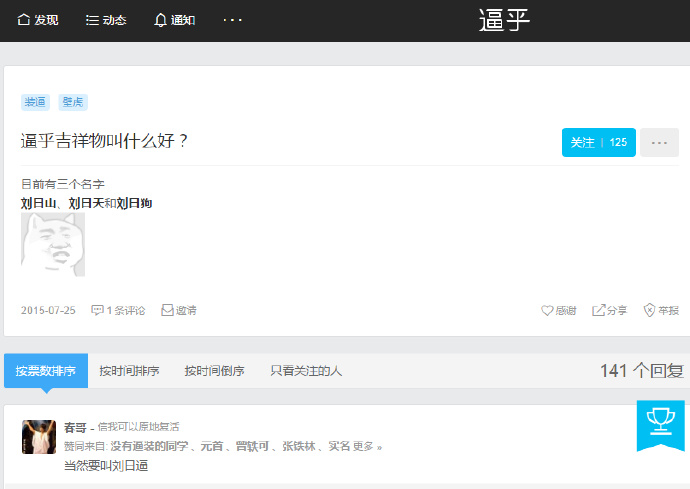 发现 动态 通知 ··· 逼乎
装逼 壁虎
逼乎吉祥物叫什么好？
关注 | 125 ···
目前有三个名字
刘日山、刘日天和刘日狗
2015-07-25 1 条评论 邀请 感谢 分享 举报
按票数排序 按时间排序 按时间倒序 只看关注的人 141 个回复
春哥 - 信我可以原地复活
赞同来自: 没有遁装的同学 、元首 、曾轶可 、张铁林 、实名 更多 »
当然要叫刘日逼